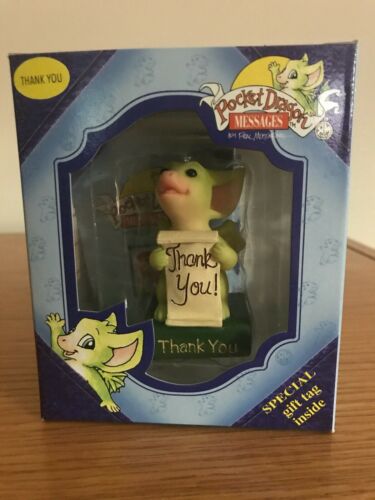 THANK YOU
Pocket Dragon
MESSAGES
Thank
You!
Thank You
SPECIAL
gift tag
inside